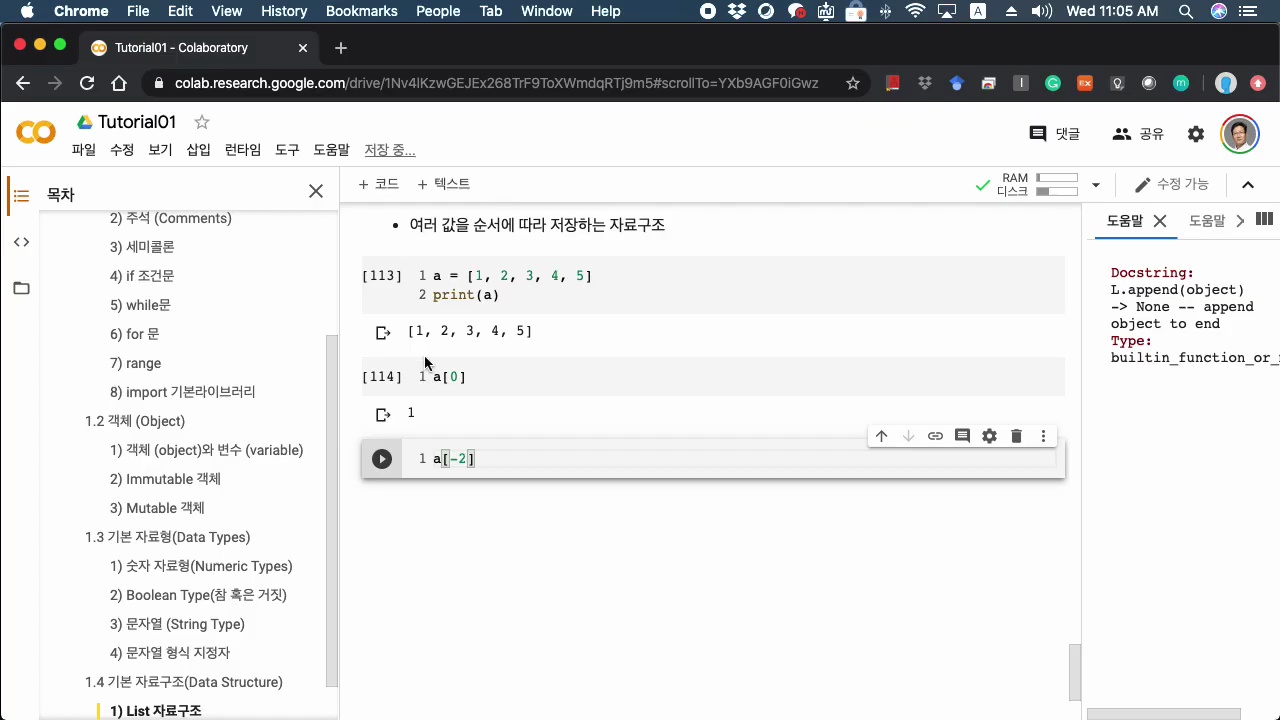 Chrome File Edit View History Bookmarks People Tab Window Help Wed 11:05 AM
Tutorial01 - Colaboratory
colab.research.google.com/drive/1Nv4lKzwGEJEx268TrF9ToXWmdqRTj9m5#scrollTo=YXb9AGF0iGwz
Tutorial01
댓글 공유
파일 수정 보기 삽입 런타임 도구 도움말 저장 중...
목차
+ 코드 + 텍스트
RAM
디스크
수정 가능
2) 주석 (Comments)
3) 세미콜론
4) if 조건문
5) while문
6) for 문
7) range
8) import 기본라이브러리
1.2 객체 (Object)
1) 객체 (object)와 변수 (variable)
2) Immutable 객체
3) Mutable 객체
1.3 기본 자료형(Data Types)
1) 숫자 자료형(Numeric Types)
2) Boolean Type(참 혹은 거짓)
3) 문자열 (String Type)
4) 문자열 형식 지정자
1.4 기본 자료구조(Data Structure)
1) List 자료구조
• 여러 값을 순서에 따라 저장하는 자료구조
[113] 1 a = [1, 2, 3, 4, 5]
2 print(a)
[1, 2, 3, 4, 5]
[114] 1 a[0]
1
1 a[-2]
도움말 도움말
Docstring:
L.append(object)
-> None -- append
object to end
Type:
builtin_function_or_